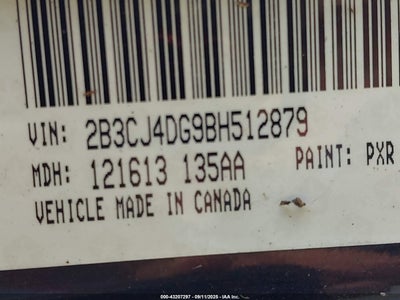 VIN: 2B3CJ4DG9BH512879
MDH: 121613 135AA PAINT: PXR
VEHICLE MADE IN CANADA
000-43207297 - 09/11/2025 - IAA Inc.